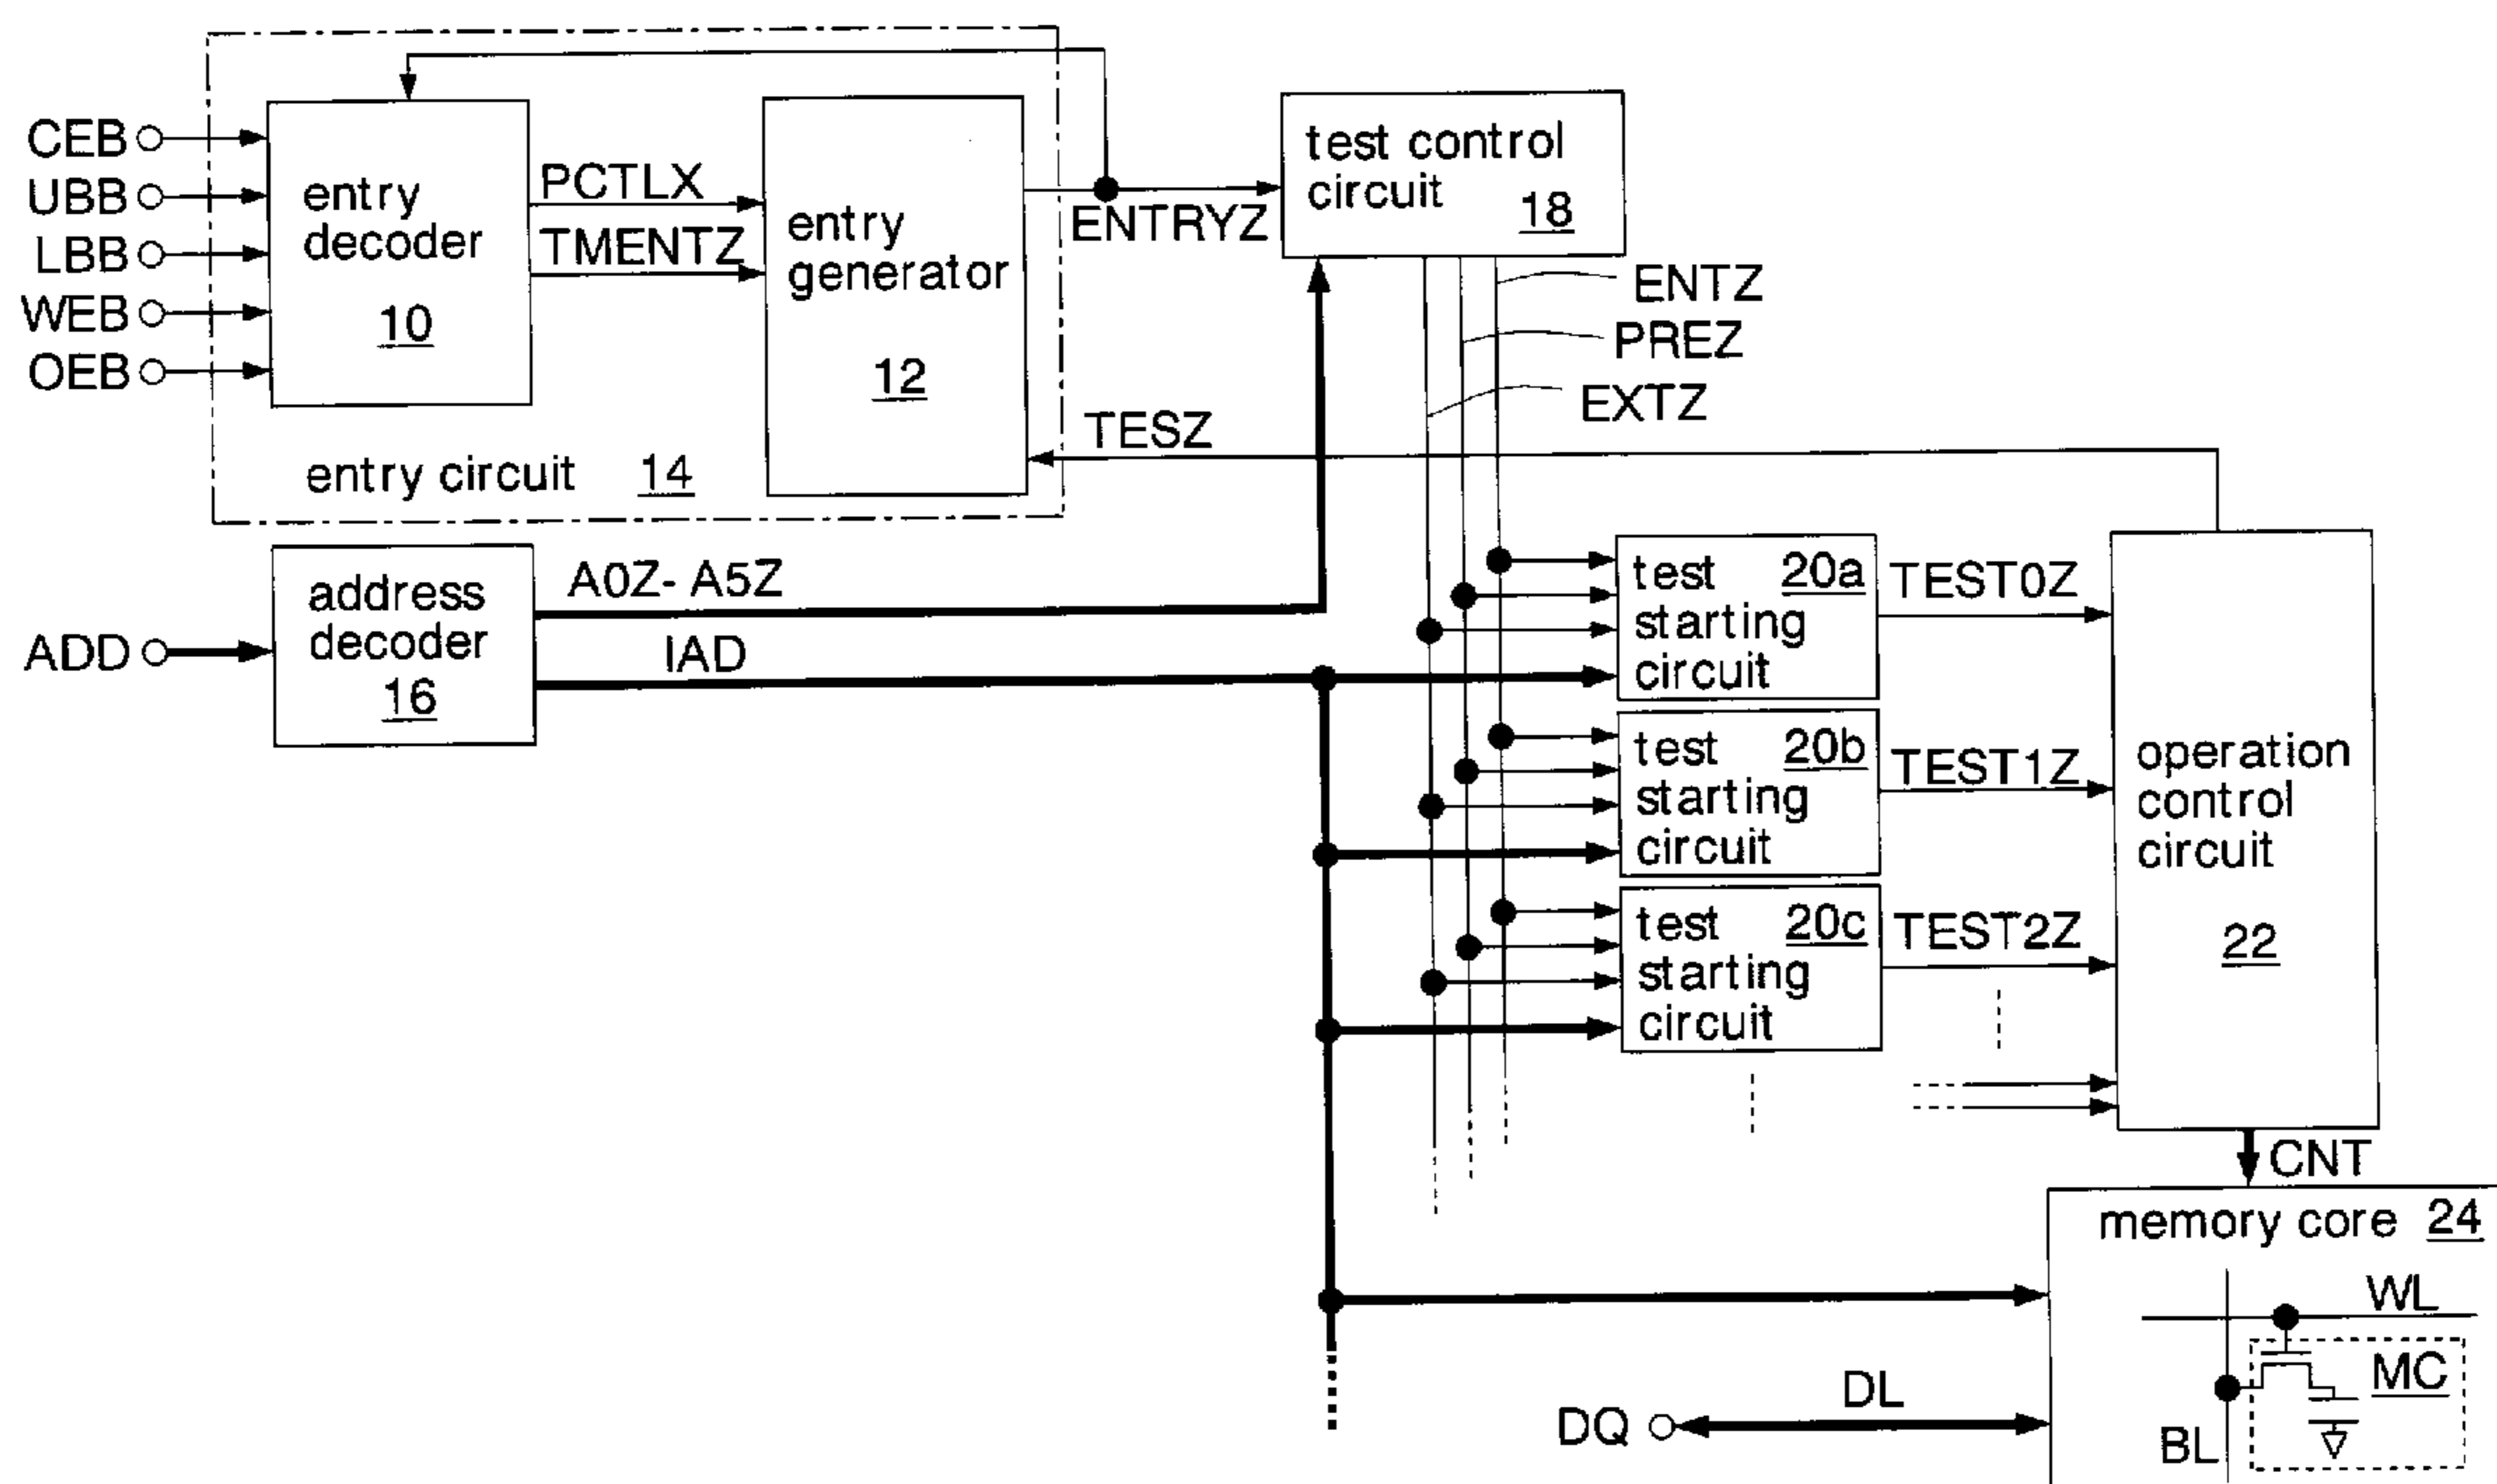 CEB
UBB
LBB
WEB
OEB
entry
decoder
10
PCTLX
TMENTZ
entry
generator
12
entry circuit 14
ENTRYZ
test control
circuit 18
ENTZ
PREZ
EXTZ
TESZ
ADD
address
decoder
16
A0Z- A5Z
IAD
test 20a
starting
circuit
TEST0Z
test 20b
starting
circuit
TEST1Z
test 20c
starting
circuit
TEST2Z
operation
control
circuit
22
CNT
memory core 24
WL
MC
BL
DQ
DL